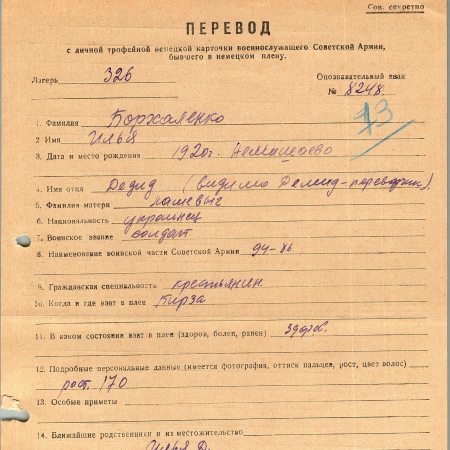 Сов. секретно
ПЕРЕВОД
с личной трофейной немецкой карточки военнослужащего Советской Армии,
бывшего в немецком плену.
Лагерь 326 Опознавательный знак
№ 8248
13
1. Фамилия Борхаленко
2 Имя Илья
3. Дата и место рождения 1920г. Немешаево
4. Имя отца Дедид (видимо Демид-переводчик).
5. Фамилия матери
6. Национальность украинец
7. Воинское звание солдат
8. Наименование воинской части Советской Армии 94-
9. Гражданская специальность крестьянин
10. Когда и где взят в плен
11. В каком состоянии взят в плен (здоров, болен, ранен) здоров.
12. Подробные персональные данные (имеется фотография, оттиск пальцев, рост, цвет волос)
рост 170
13. Особые приметы
14. Ближайшие родственники и их местожительство